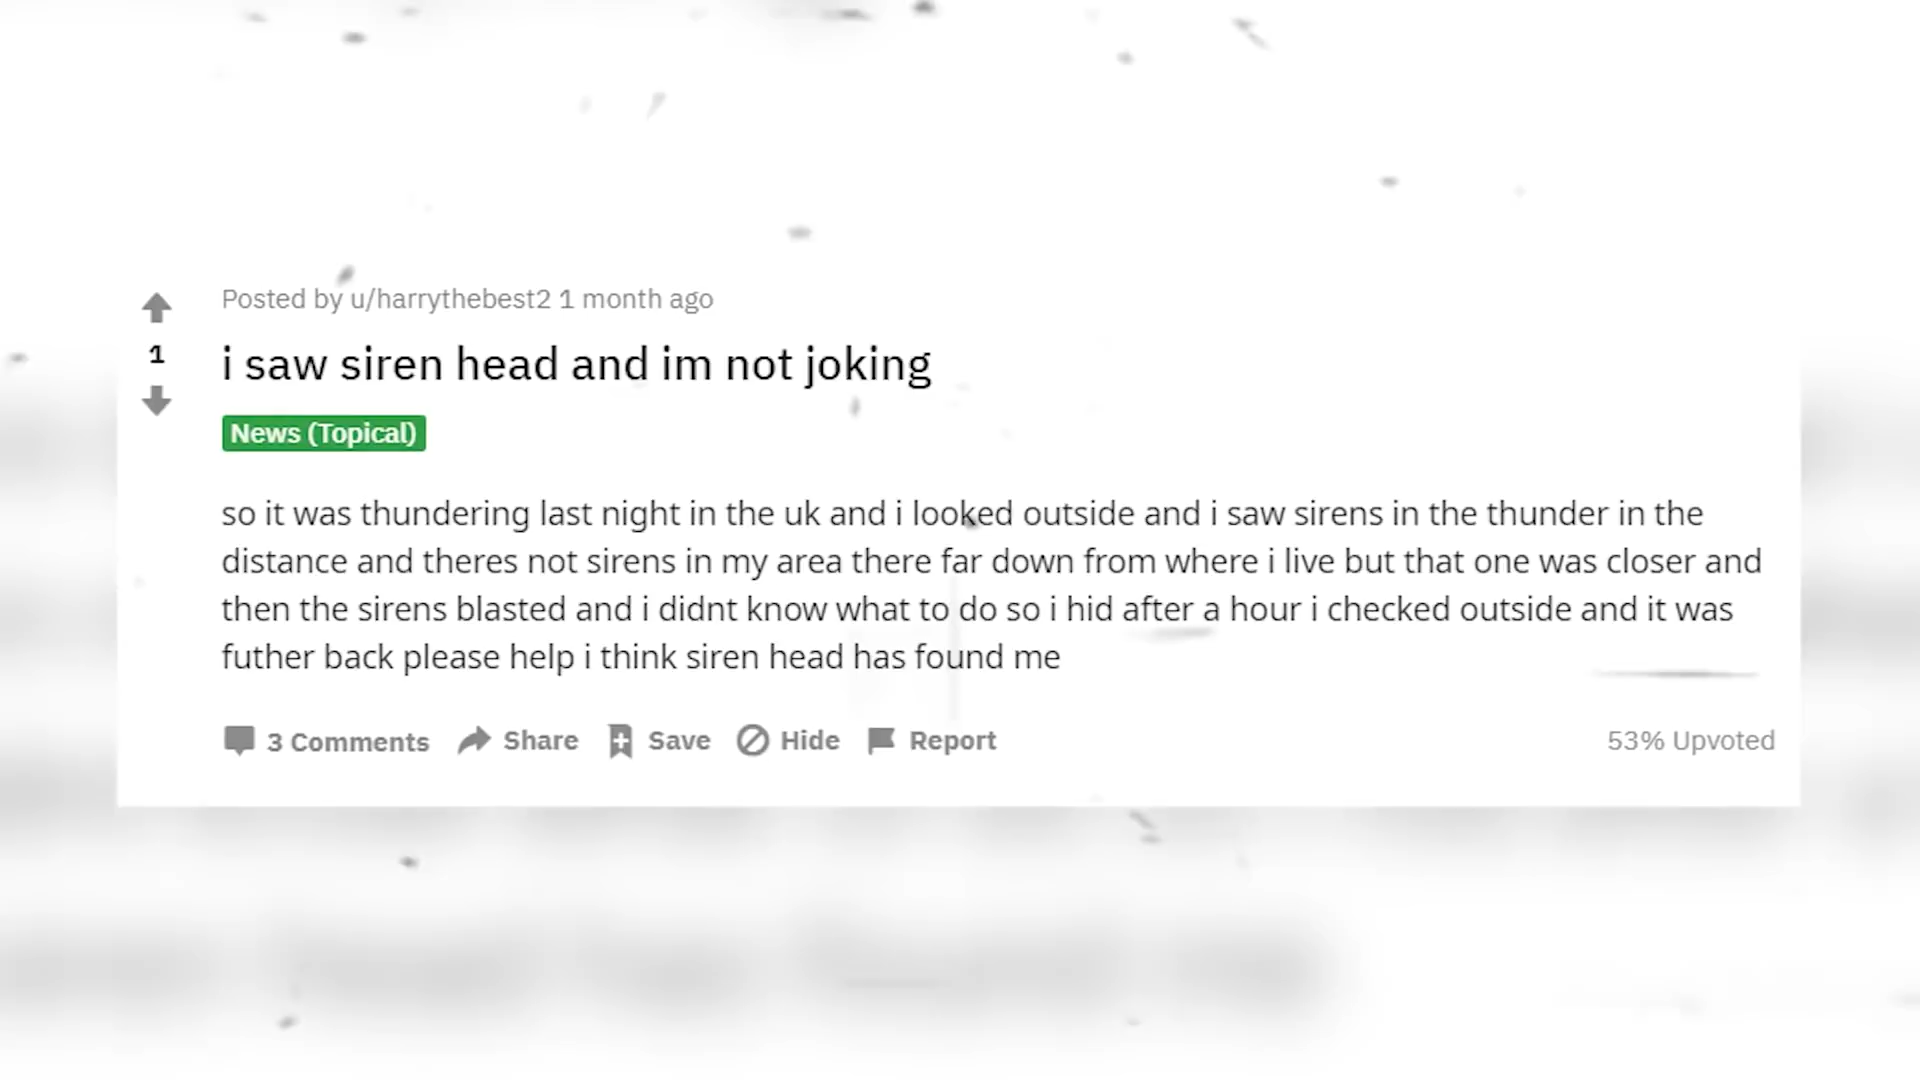 Posted by u/harrythebest2 1 month ago
1
i saw siren head and im not joking
News (Topical)
so it was thundering last night in the uk and i looked outside and i saw sirens in the thunder in the
distance and theres not sirens in my area there far down from where i live but that one was closer and
then the sirens blasted and i didnt know what to do so i hid after a hour i checked outside and it was
futher back please help i think siren head has found me
3 Comments Share Save Hide Report 53% Upvoted